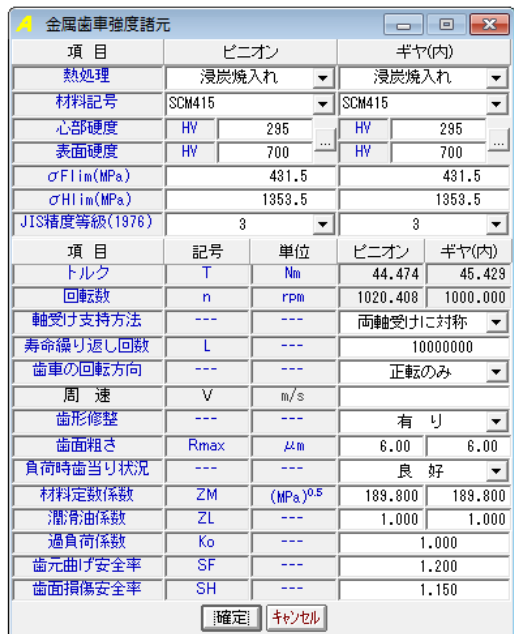 金属歯車強度諸元
項 目 ピニオン ギヤ(内)
熱処理 浸炭焼入れ 浸炭焼入れ
材料記号 SCM415 SCM415
心部硬度 HV 295 HV 295
表面硬度 HV 700 ... HV 700 ...
σFlim(MPa) 431.5 431.5
σHlim(MPa) 1353.5 1353.5
JIS精度等級(1976) 3 3
項 目 記号 単位 ピニオン ギヤ(内)
トルク T Nm 44.474 45.429
回転数 n rpm 1020.408 1000.000
軸受け支持方法 --- --- 両軸受けに対称
寿命繰り返し回数 L --- 10000000
歯車の回転方向 --- --- 正転のみ
周 速 V m/s
歯形修整 --- --- 有 り
歯面粗さ Rmax μm 6.00 6.00
負荷時歯当り状況 --- --- 良 好
材料定数係数 ZM (MPa)^0.5 189.800 189.800
潤滑油係数 ZL --- 1.000 1.000
過負荷係数 Ko --- 1.000
歯元曲げ安全率 SF --- 1.200
歯面損傷安全率 SH --- 1.150
確定 キャンセル